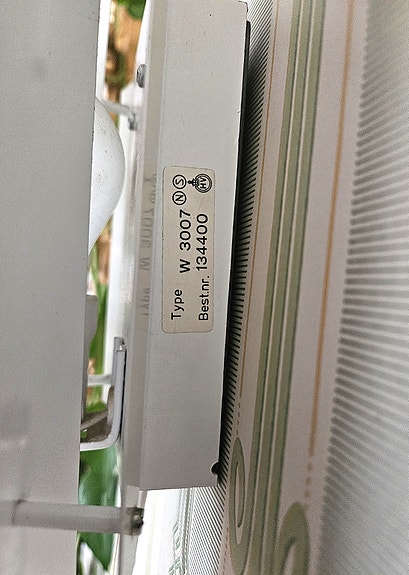 Type W 3007 Ⓝ Ⓢ
Best.nr. 134400